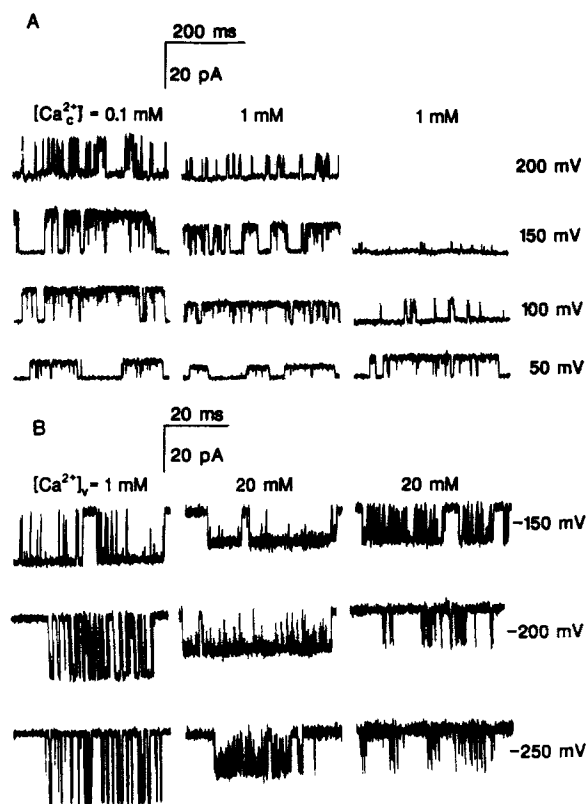 A
200 ms
20 pA
[Ca²⁺c] = 0.1 mM 1 mM 1 mM
200 mV
150 mV
100 mV
50 mV
B
20 ms
20 pA
[Ca²⁺]v = 1 mM 20 mM 20 mM
-150 mV
-200 mV
-250 mV